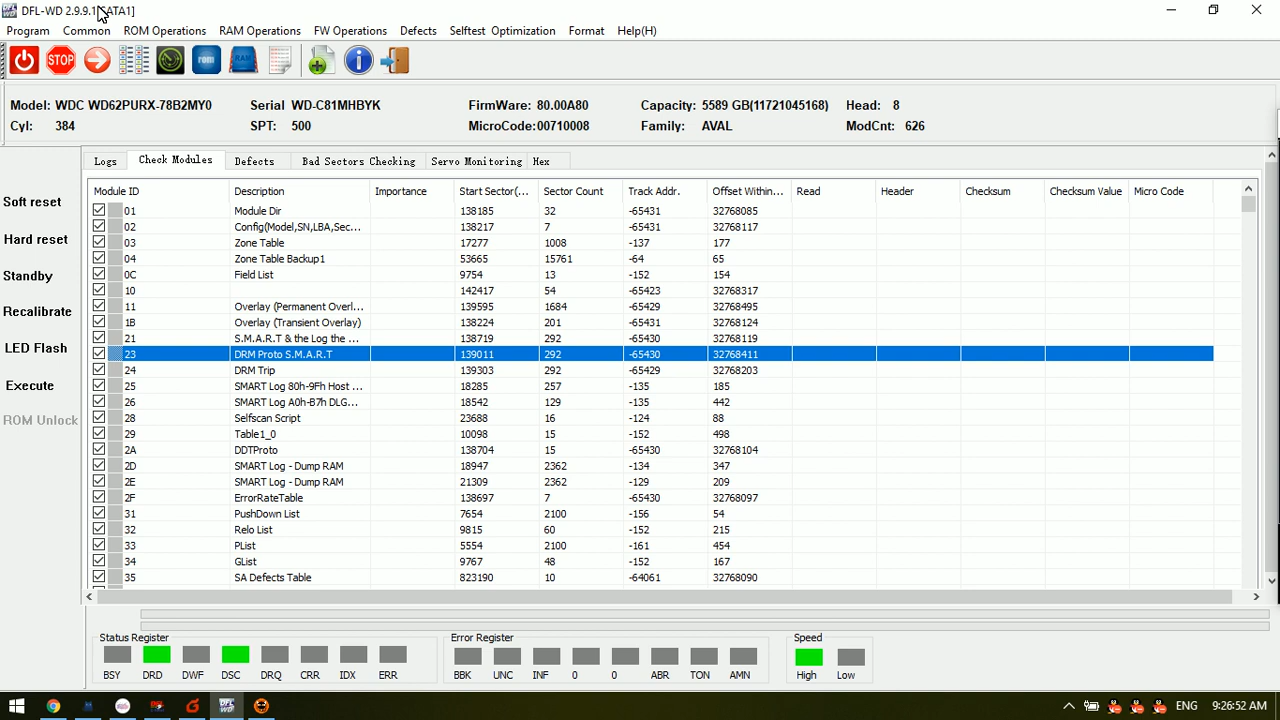 DFL-WD 2.9.9.1[SATA1]
Program Common ROM Operations RAM Operations FW Operations Defects Selftest Optimization Format Help(H)
STOP rom RAM
Model: WDC WD62PURX-78B2MY0 Serial WD-C81MHBYK FirmWare: 80.00A80 Capacity: 5589 GB(11721045168) Head: 8
Cyl: 384 SPT: 500 MicroCode:00710008 Family: AVAL ModCnt: 626
Logs Check Modules Defects Bad Sectors Checking Servo Monitoring Hex
Soft reset
Hard reset
Standby
Recalibrate
LED Flash
Execute
ROM Unlock
Module ID Description Importance Start Sector(... Sector Count Track Addr. Offset Within... Read Header Checksum Checksum Value Micro Code
01 Module Dir 138185 32 -65431 32768085
02 Config(Model,SN,LBA,Sec... 138217 7 -65431 32768117
03 Zone Table 17277 1008 -137 177
04 Zone Table Backup1 53665 15761 -64 65
0C Field List 9754 13 -152 154
10 142417 54 -65423 32768317
11 Overlay (Permanent Overl... 139595 1684 -65429 32768495
1B Overlay (Transient Overlay) 138224 201 -65431 32768124
21 S.M.A.R.T & the Log the ... 138719 292 -65430 32768119
23 DRM Proto S.M.A.R.T 139011 292 -65430 32768411
24 DRM Trip 139303 292 -65429 32768203
25 SMART Log 80h-9Fh Host ... 18285 257 -135 185
26 SMART Log A0h-B7h DLG... 18542 129 -135 442
28 Selfscan Script 23688 16 -124 88
29 Table1_0 10098 15 -152 498
2A DDTProto 138704 15 -65430 32768104
2D SMART Log - Dump RAM 18947 2362 -134 347
2E SMART Log - Dump RAM 21309 2362 -129 209
2F ErrorRateTable 138697 7 -65430 32768097
31 PushDown List 7654 2100 -156 54
32 Relo List 9815 60 -152 215
33 PList 5554 2100 -161 454
34 GList 9767 48 -152 167
35 SA Defects Table 823190 10 -64061 32768090
Status Register Error Register Speed
BSY DRD DWF DSC DRQ CRR IDX ERR BBK UNC INF 0 0 ABR TON AMN High Low
DFL WD ENG 9:26:52 AM